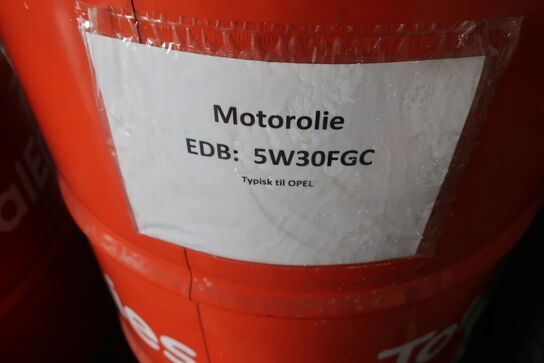 Motorolie
EDB: 5W30FGC
Typisk til OPEL